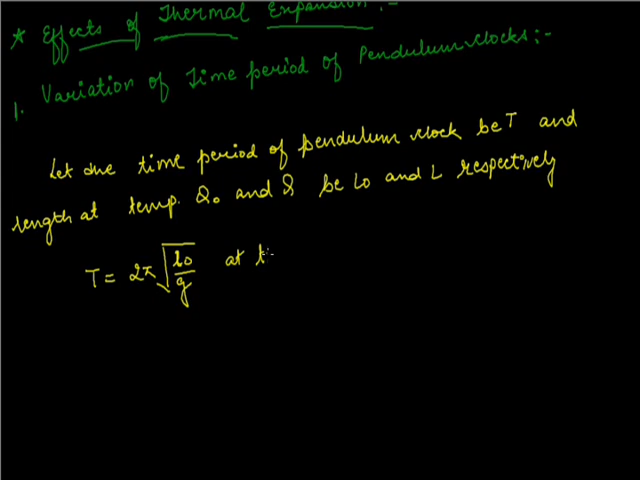 * Effects of Thermal Expansion :-
1. Variation of Time period of Pendulum clocks :-
Let the time period of pendulum clock be T and
length at temp. θ₀ and θ be L₀ and L respectively
T = 2π √(l₀/g) at t